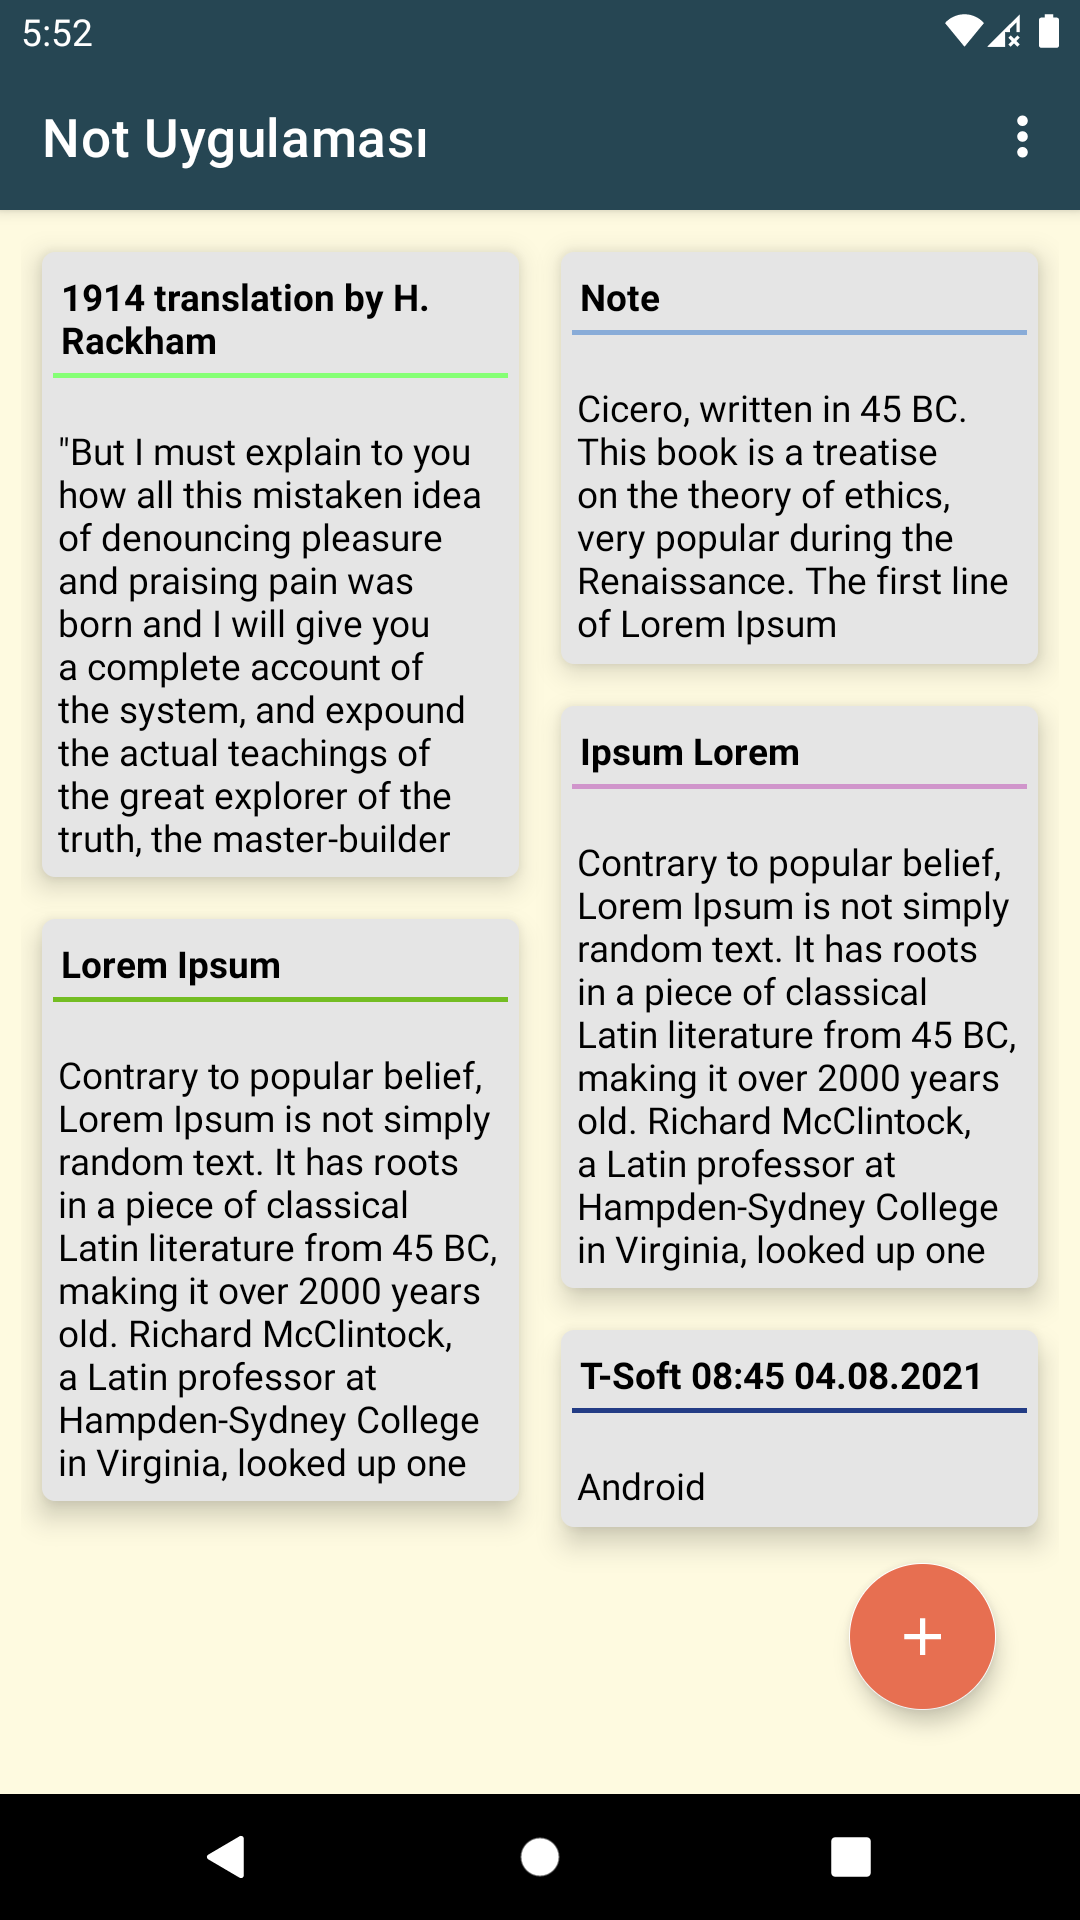 5:52
Not Uygulaması
1914 translation by H.
Rackham
"But I must explain to you
how all this mistaken idea
of denouncing pleasure
and praising pain was
born and I will give you
a complete account of
the system, and expound
the actual teachings of
the great explorer of the
truth, the master-builder
Lorem Ipsum
Contrary to popular belief,
Lorem Ipsum is not simply
random text. It has roots
in a piece of classical
Latin literature from 45 BC,
making it over 2000 years
old. Richard McClintock,
a Latin professor at
Hampden-Sydney College
in Virginia, looked up one
Note
Cicero, written in 45 BC.
This book is a treatise
on the theory of ethics,
very popular during the
Renaissance. The first line
of Lorem Ipsum
Ipsum Lorem
Contrary to popular belief,
Lorem Ipsum is not simply
random text. It has roots
in a piece of classical
Latin literature from 45 BC,
making it over 2000 years
old. Richard McClintock,
a Latin professor at
Hampden-Sydney College
in Virginia, looked up one
T-Soft 08:45 04.08.2021
Android